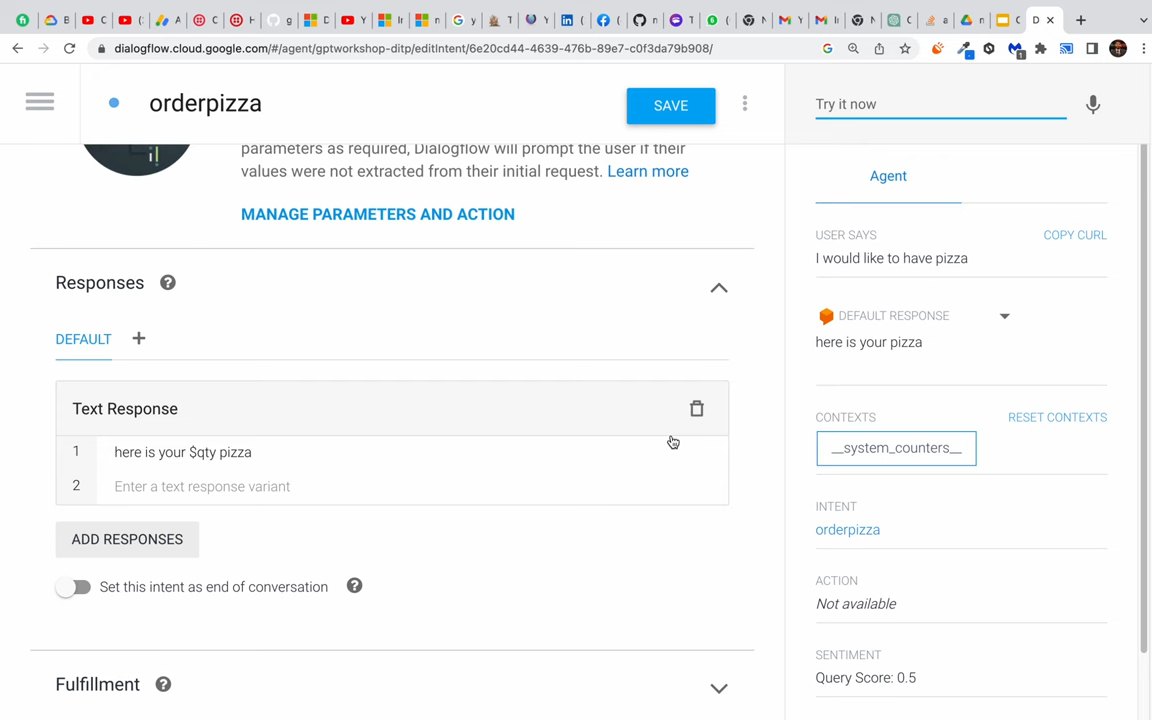 dialogflow.cloud.google.com/#/agent/gptworkshop-ditp/editIntent/6e20cd44-4639-476b-89e7-c0f3da79b908/
orderpizza
SAVE
Try it now
parameters as required, Dialogflow will prompt the user if their
values were not extracted from their initial request. Learn more
MANAGE PARAMETERS AND ACTION
Responses
DEFAULT
Text Response
1 here is your $qty pizza
2 Enter a text response variant
ADD RESPONSES
Set this intent as end of conversation
Fulfillment
Agent
USER SAYS
COPY CURL
I would like to have pizza
DEFAULT RESPONSE
here is your pizza
CONTEXTS
RESET CONTEXTS
__system_counters__
INTENT
orderpizza
ACTION
Not available
SENTIMENT
Query Score: 0.5